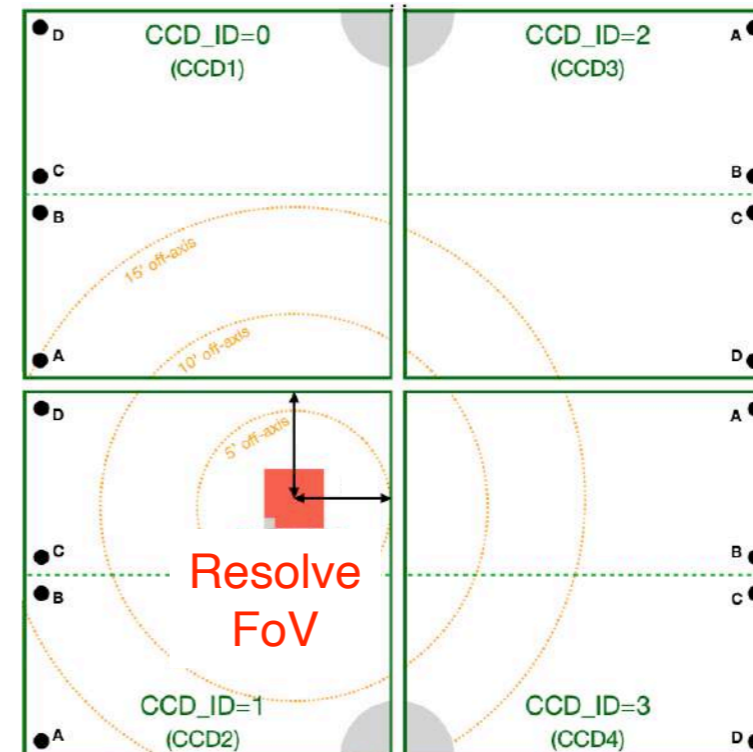 D
CCD_ID=0
(CCD1)
C
B
A
15' off-axis
10' off-axis
CCD_ID=2
(CCD3)
A
B
C
D
D
5' off-axis
C
B
A
Resolve
FoV
CCD_ID=1
(CCD2)
A
B
C
D
CCD_ID=3
(CCD4)